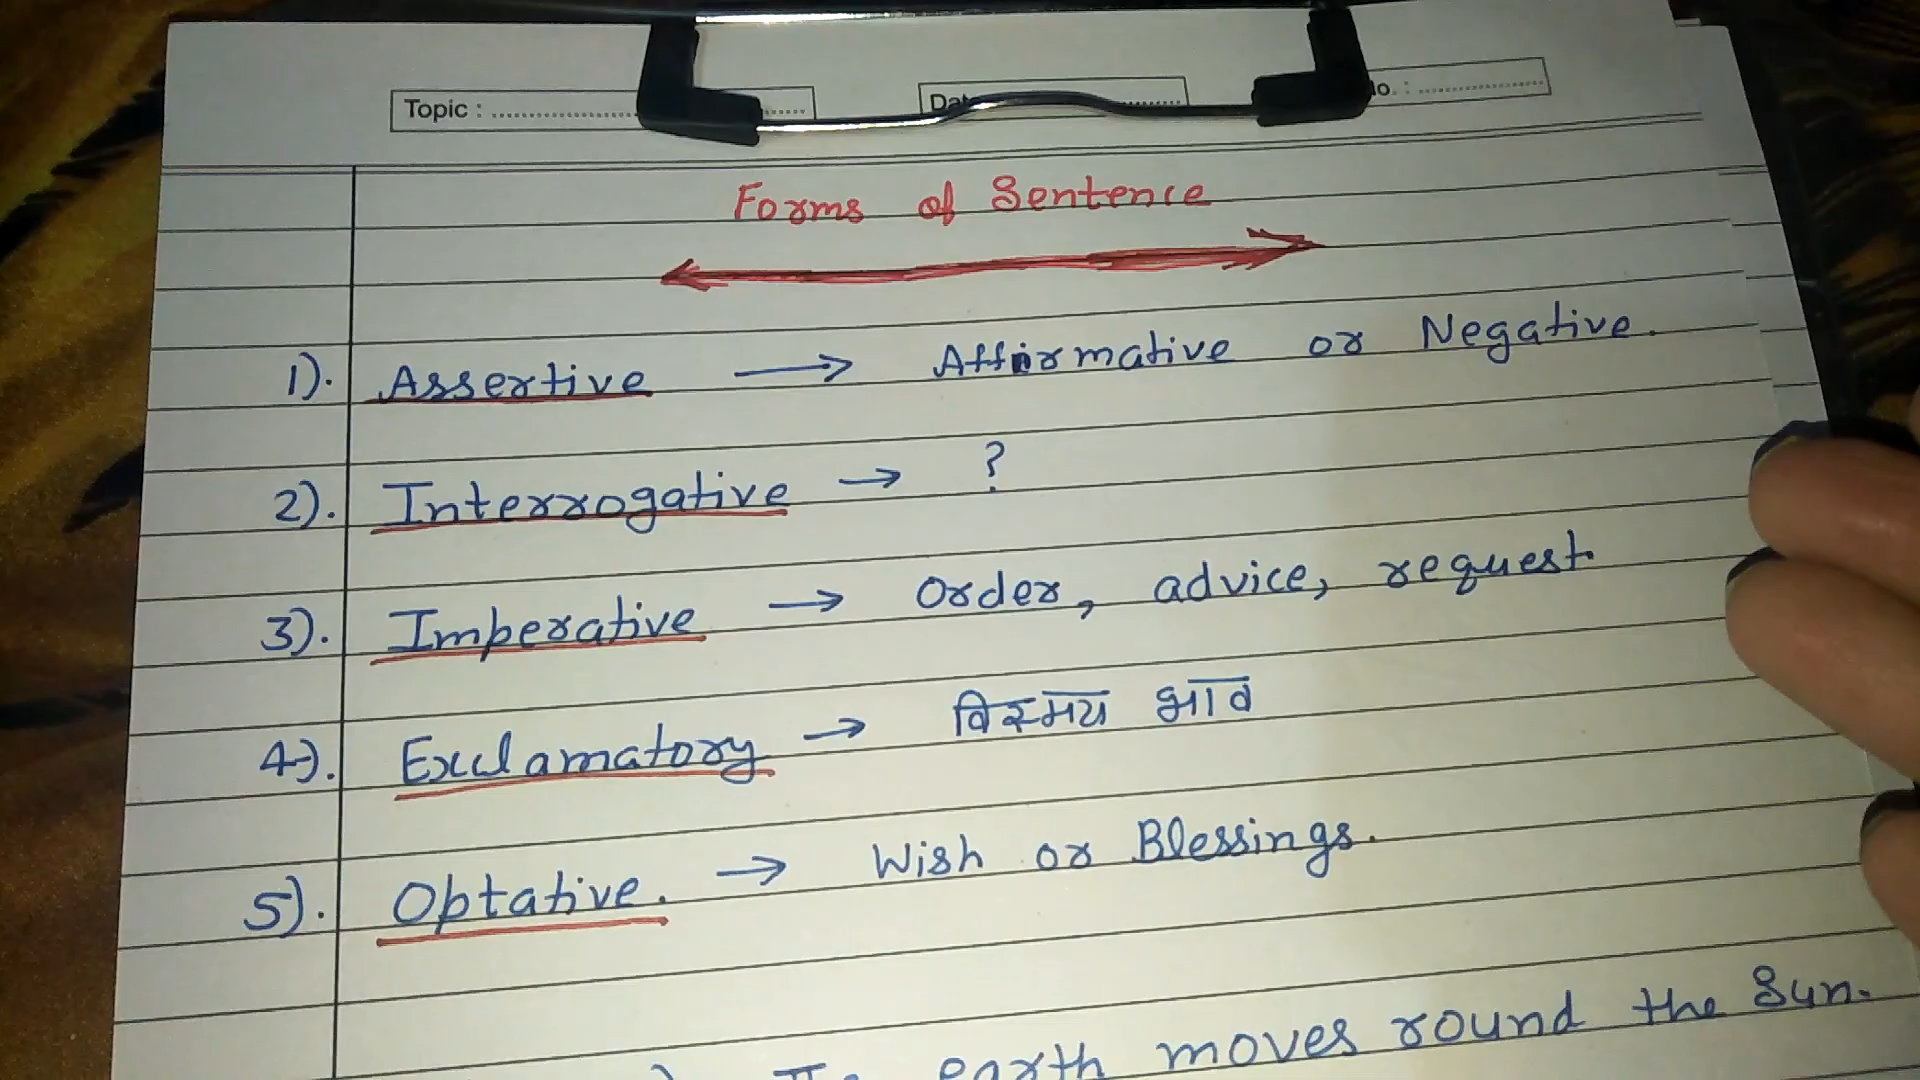 Topic :
Forms of Sentence
1). Assertive → Affirmative or Negative.
2). Interrogative → ?
3). Imperative → Order, advice, request.
4). Exclamatory → विस्मय भाव
5). Optative. → Wish or Blessings.
earth moves round the Sun.